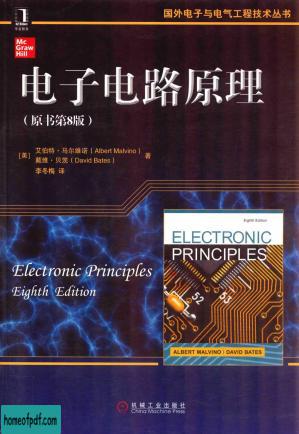 国外电子与电气工程技术丛书
Mc
Graw
Hill
电子电路原理
(原书第8版)
[美] 艾伯特·马尔维诺(Albert Malvino)
戴维·贝茨(David Bates) 著
李冬梅 译
Eighth Edition
ELECTRONIC
PRINCIPLES
Electronic Principles
Eighth Edition
ALBERT MALVINO | DAVID BATES
机械工业出版社
China Machine Press
homeofpdf.com